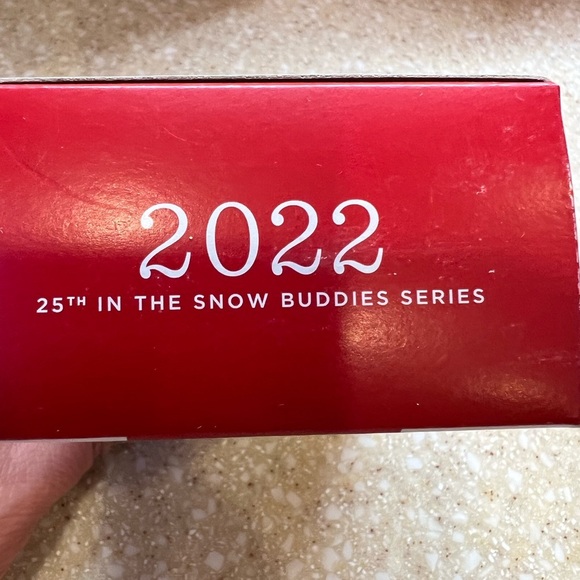 2022
25TH IN THE SNOW BUDDIES SERIES